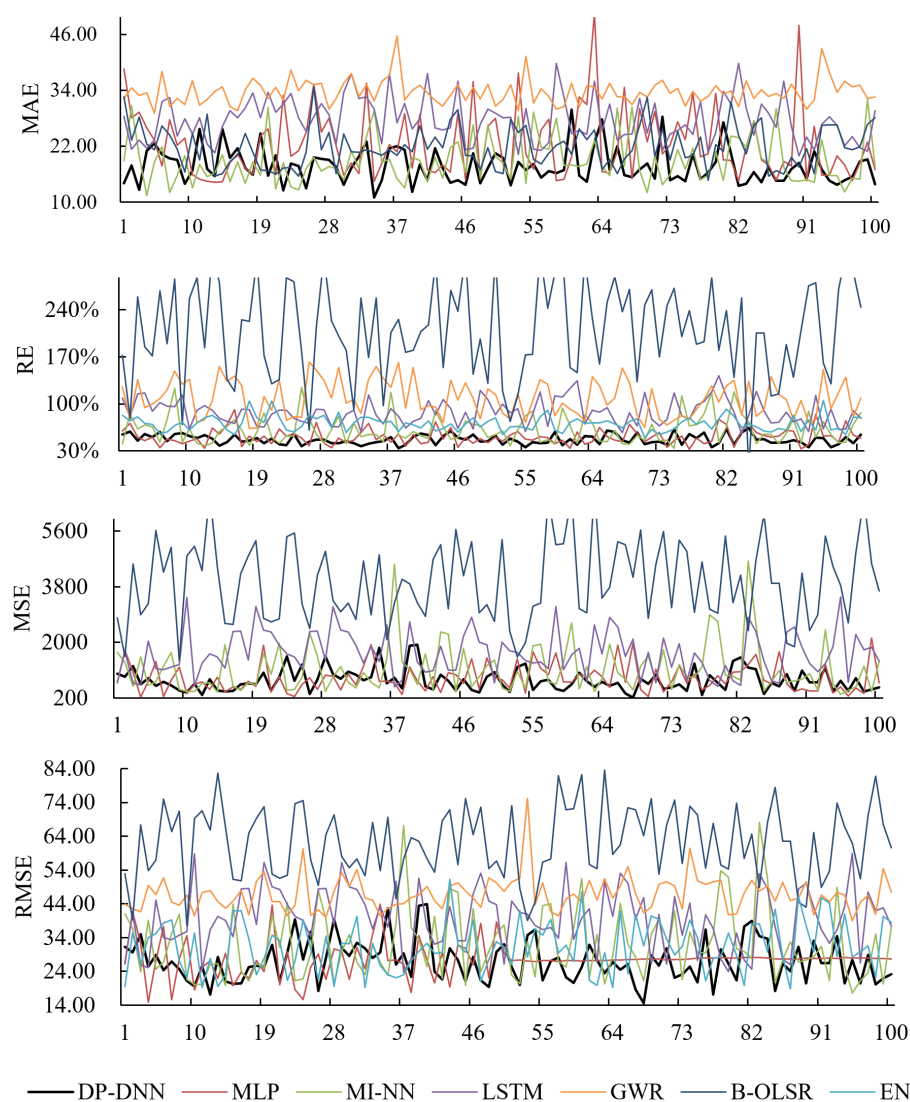 MAE
46.00
34.00
22.00
10.00
1 10 19 28 37 46 55 64 73 82 91 100
RE
240%
170%
100%
30%
1 10 19 28 37 46 55 64 73 82 91 100
MSE
5600
3800
2000
200
1 10 19 28 37 46 55 64 73 82 91 100
RMSE
84.00
74.00
64.00
54.00
44.00
34.00
24.00
14.00
1 10 19 28 37 46 55 64 73 82 91 100
DP-DNN MLP MI-NN LSTM GWR B-OLSR EN